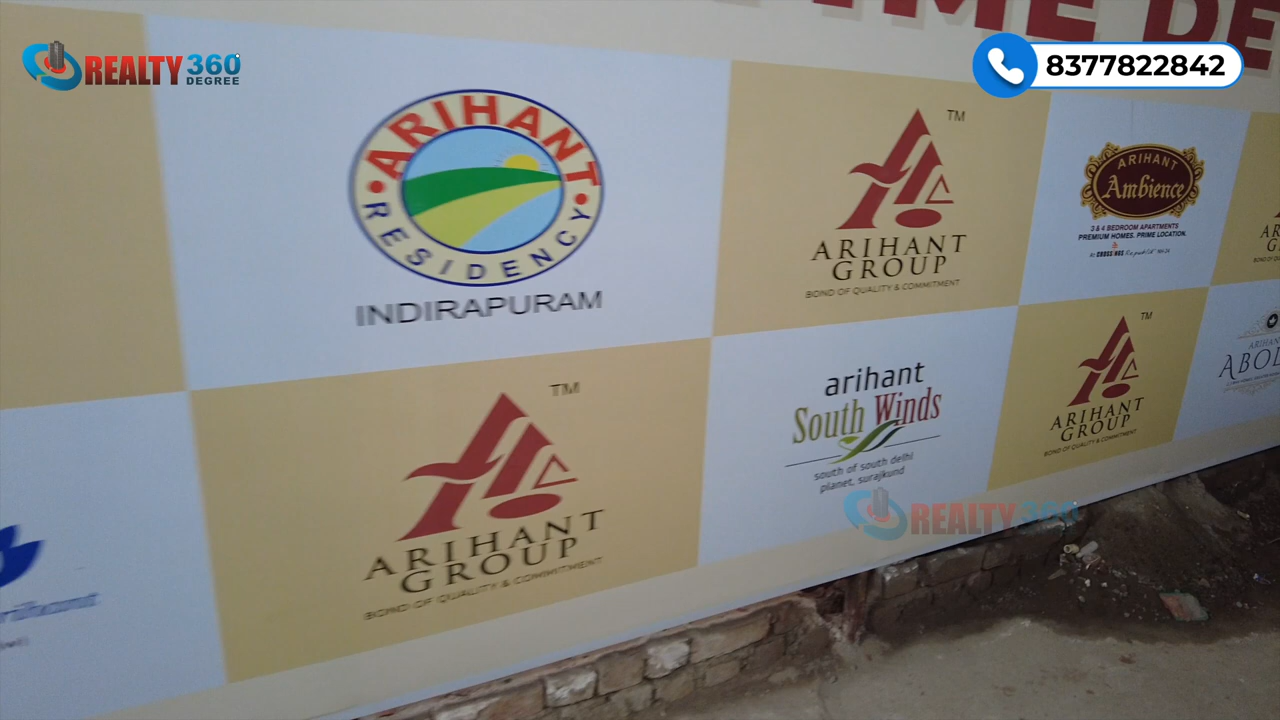 IME DE
REALTY 360
DEGREE
8377822842
ARIHANT
RESIDENCY
INDIRAPURAM
TM
ARIHANT
GROUP
BOND OF QUALITY & COMMITMENT
ARIHANT
Ambience
3 & 4 BEDROOM APARTMENTS
PREMIUM HOMES. PRIME LOCATION.
TM
ARIHANT
GROUP
BOND OF QUALITY & COMMITMENT
arihant
South Winds
south of south delhi
planet, surajkund
TM
ARIHANT
GROUP
BOND OF QUALITY & COMMITMENT
REALTY 360